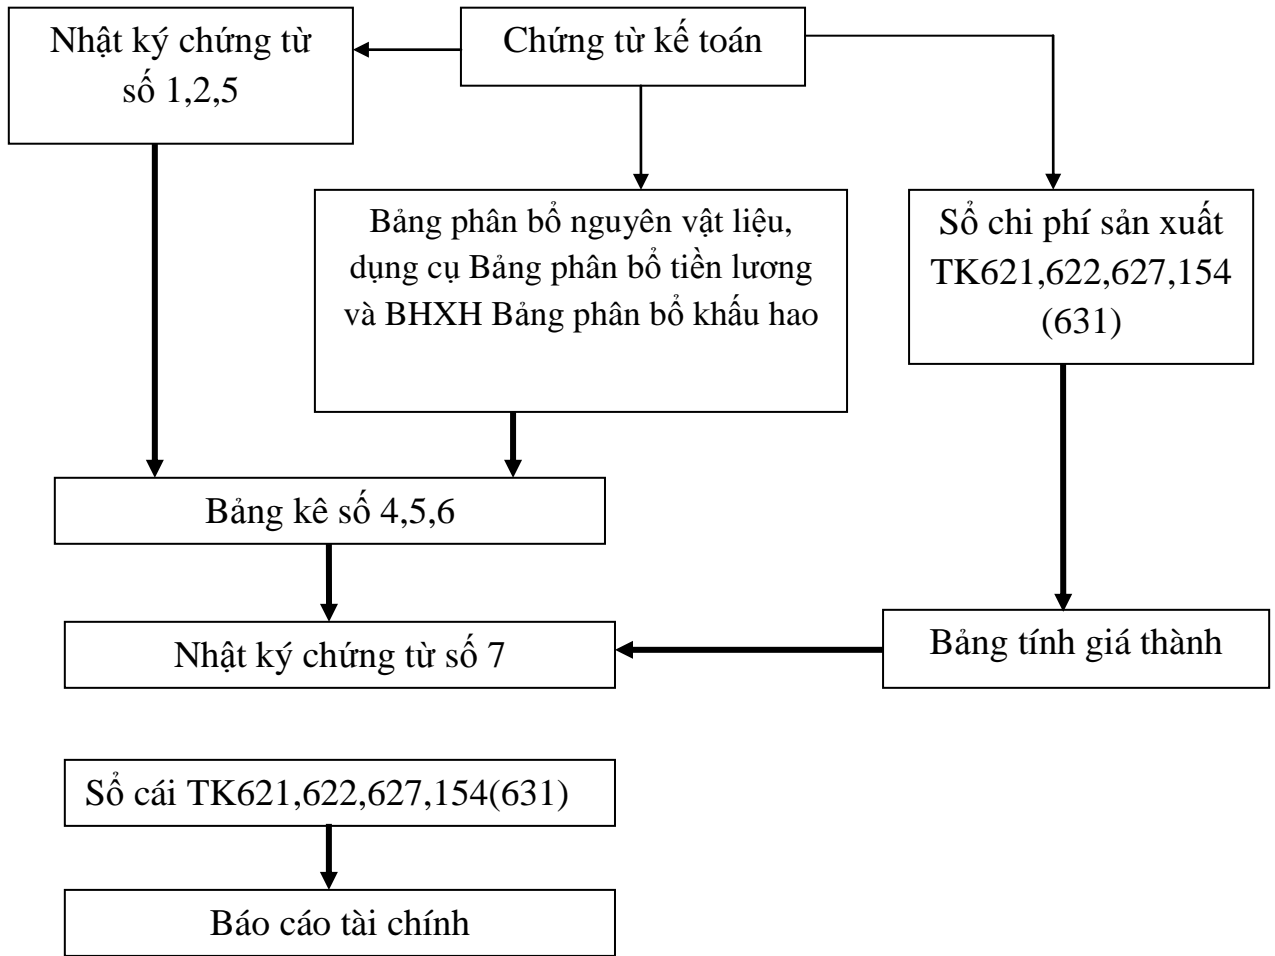 Nhật ký chứng từ
số 1,2,5
Chứng từ kế toán
Bảng phân bổ nguyên vật liệu,
dụng cụ Bảng phân bổ tiền lương
và BHXH Bảng phân bổ khấu hao
Sổ chi phí sản xuất
TK621,622,627,154
(631)
Bảng kê số 4,5,6
Nhật ký chứng từ số 7
Bảng tính giá thành
Sổ cái TK621,622,627,154(631)
Báo cáo tài chính